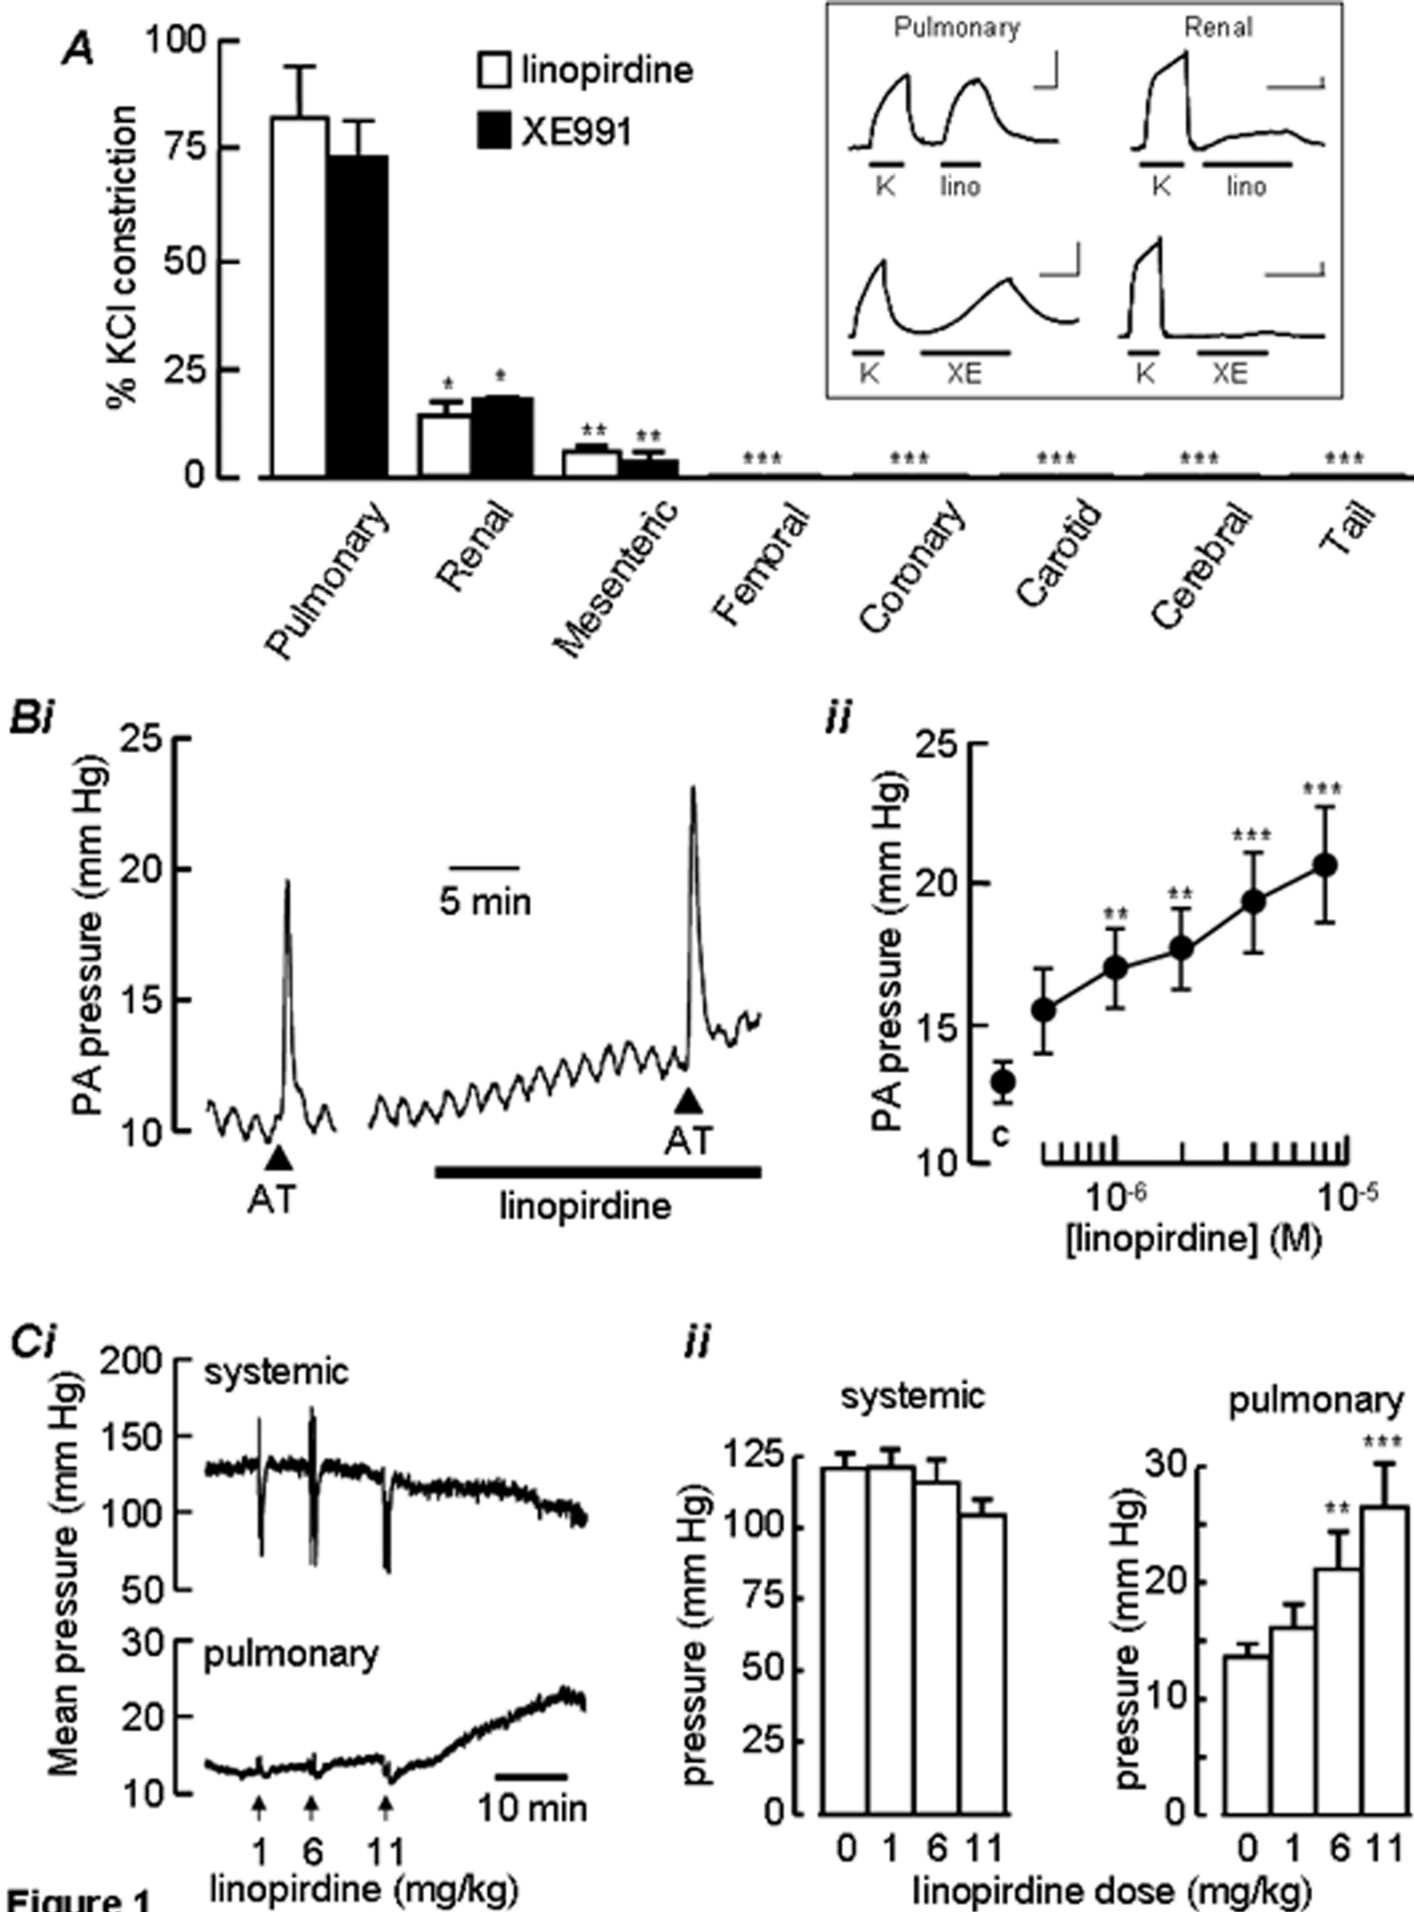 A
100
75
50
25
0
% KCl constriction
linopirdine
XE991
* * ** ** *** *** *** *** ***
Pulmonary
Renal
Mesenteric
Femoral
Coronary
Carotid
Cerebral
Tail
Pulmonary Renal
K lino K lino
K XE K XE
Bi
25
20
15
10
PA pressure (mm Hg)
5 min
AT
AT
linopirdine
ii
25
20
15
10
PA pressure (mm Hg)
** ** *** ***
c
10-6 10-5
[linopirdine] (M)
Ci
200
150
100
50
systemic
30
20
10
pulmonary
Mean pressure (mm Hg)
10 min
1 6 11
linopirdine (mg/kg)
ii
systemic
125
100
75
50
25
0
pressure (mm Hg)
0 1 6 11
pulmonary
30
20
10
0
pressure (mm Hg)
** ***
0 1 6 11
linopirdine dose (mg/kg)
Figure 1